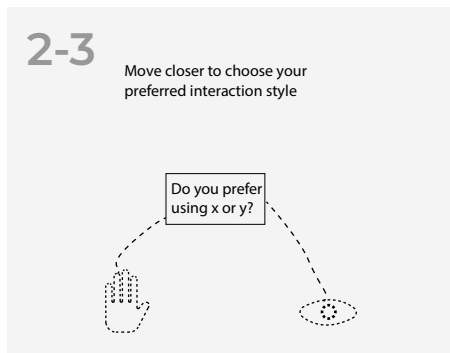 2-3
Move closer to choose your
preferred interaction style
Do you prefer
using x or y?